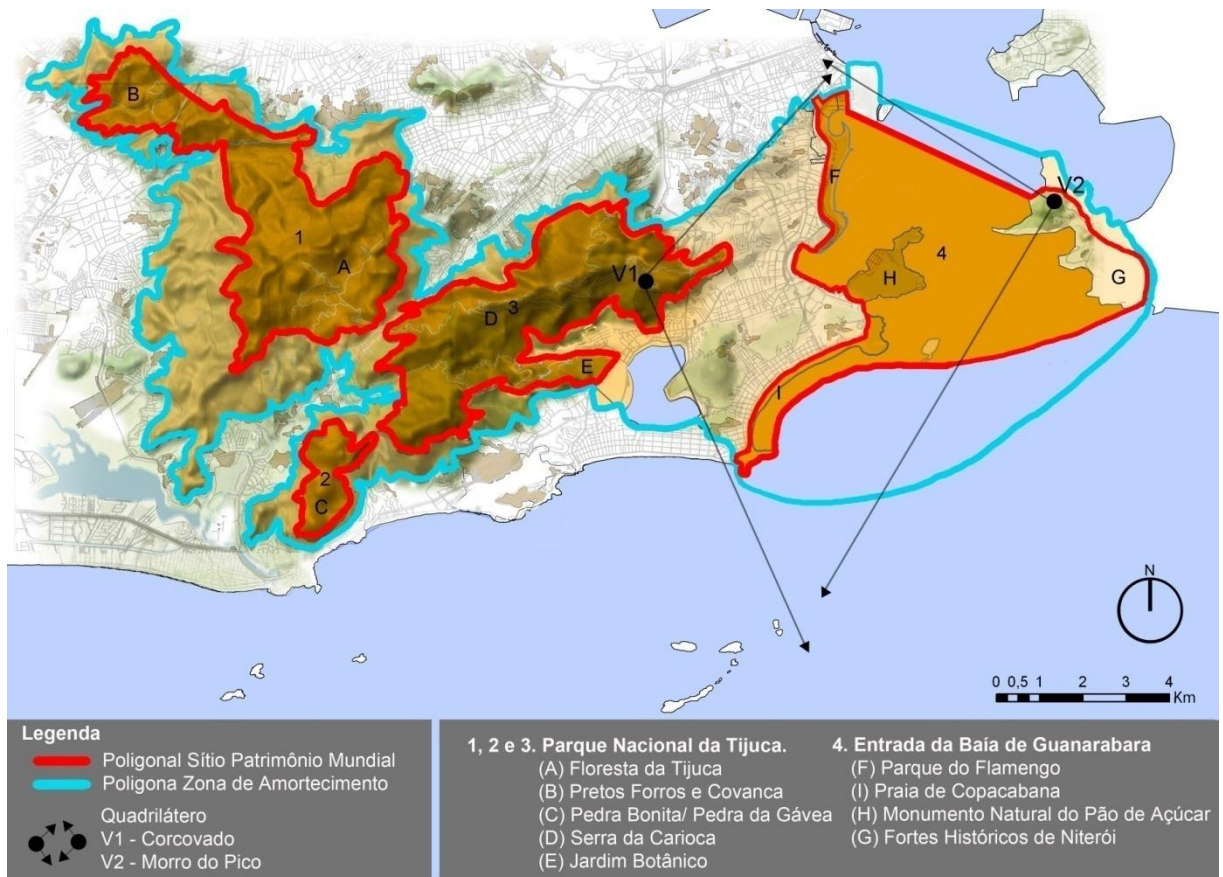 B
F
V2
1
4
A
G
H
V1
3
D
E
I
2
C
N
0 0,5 1 2 3 4
Km
Legenda
Poligonal Sítio Patrimônio Mundial
Poligona Zona de Amortecimento
Quadrilátero
V1 - Corcovado
V2 - Morro do Pico
1, 2 e 3. Parque Nacional da Tijuca.
(A) Floresta da Tijuca
(B) Pretos Forros e Covanca
(C) Pedra Bonita/ Pedra da Gávea
(D) Serra da Carioca
(E) Jardim Botânico
4. Entrada da Baía de Guanarabara
(F) Parque do Flamengo
(I) Praia de Copacabana
(H) Monumento Natural do Pão de Açúcar
(G) Fortes Históricos de Niterói